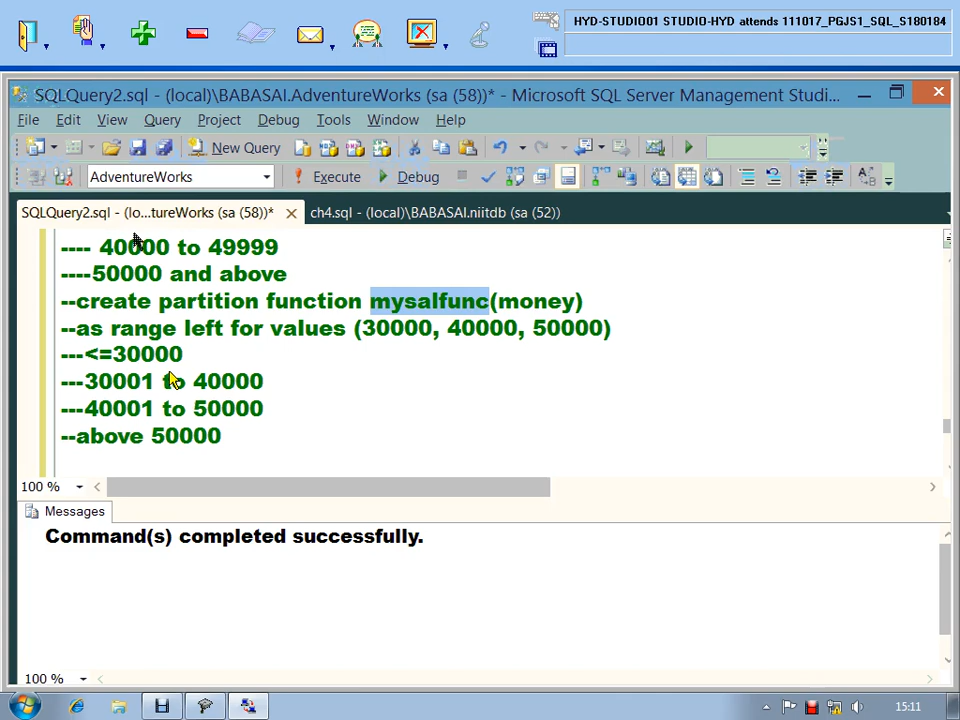 HYD-STUDIO01 STUDIO-HYD attends 111017_PGJS1_SQL_S180184
SQLQuery2.sql - (local)\BABASAI.AdventureWorks (sa (58))* - Microsoft SQL Server Management Studi...
File Edit View Query Project Debug Tools Window Help
New Query
AdventureWorks Execute Debug
SQLQuery2.sql - (lo...tureWorks (sa (58))* ch4.sql - (local)\BABASAI.niitdb (sa (52))
---- 40000 to 49999
----50000 and above
--create partition function mysalfunc(money)
--as range left for values (30000, 40000, 50000)
---<=30000
---30001 to 40000
---40001 to 50000
--above 50000
100 %
Messages
Command(s) completed successfully.
100 %
15:11